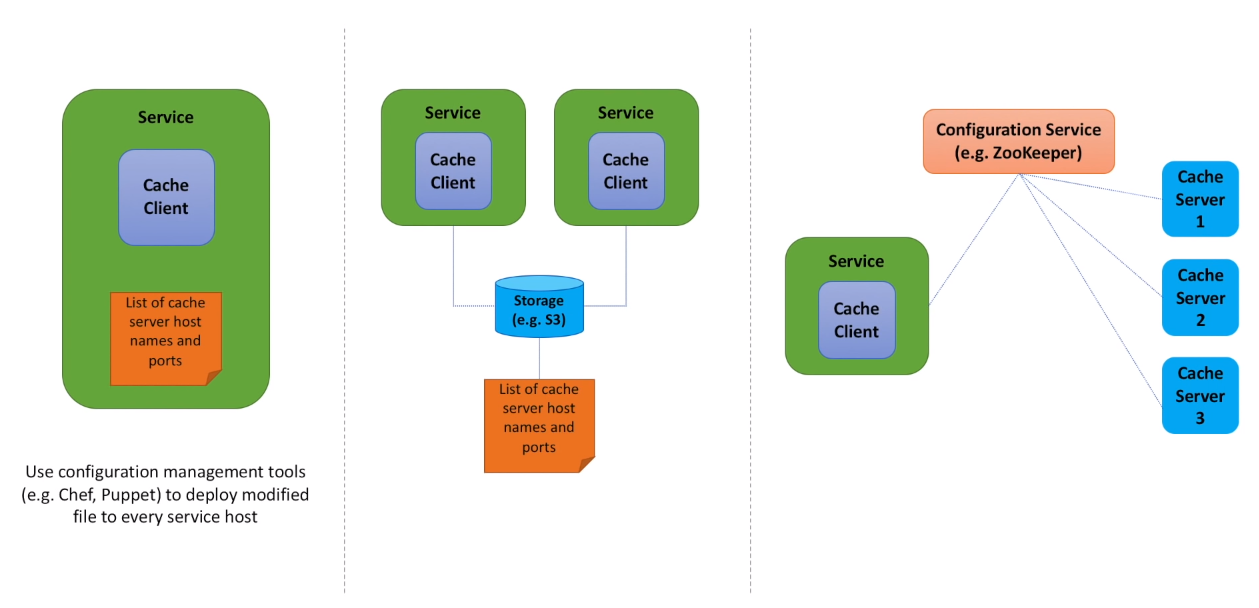 Service
Cache
Client
List of cache
server host
names and
ports
Use configuration management tools
(e.g. Chef, Puppet) to deploy modified
file to every service host
Service
Cache
Client
Service
Cache
Client
Storage
(e.g. S3)
List of cache
server host
names and
ports
Configuration Service
(e.g. ZooKeeper)
Service
Cache
Client
Cache
Server
1
Cache
Server
2
Cache
Server
3